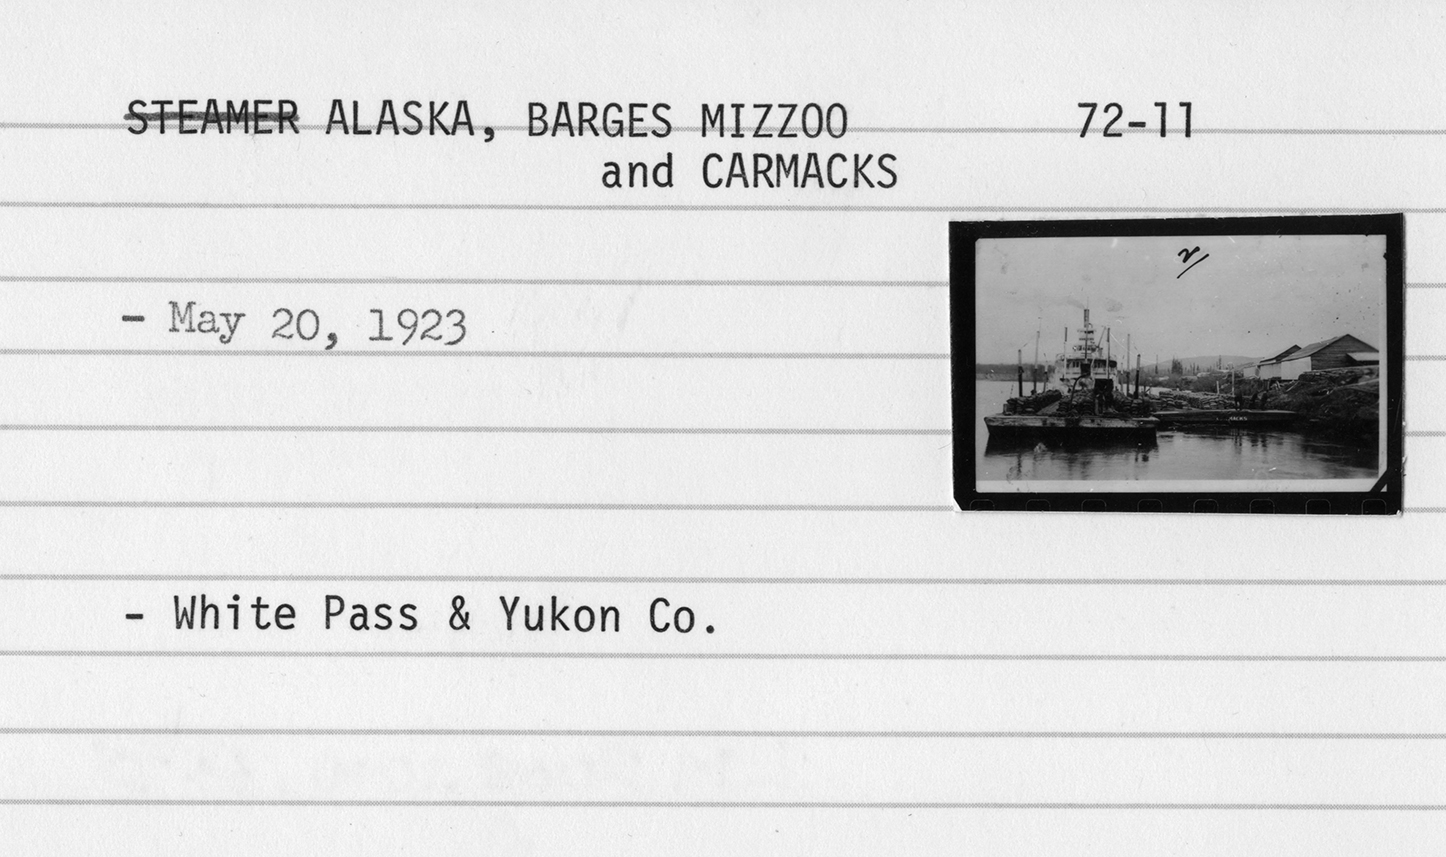 STEAMER ALASKA, BARGES MIZZOO 72-11
and CARMACKS
- May 20, 1923
- White Pass & Yukon Co.